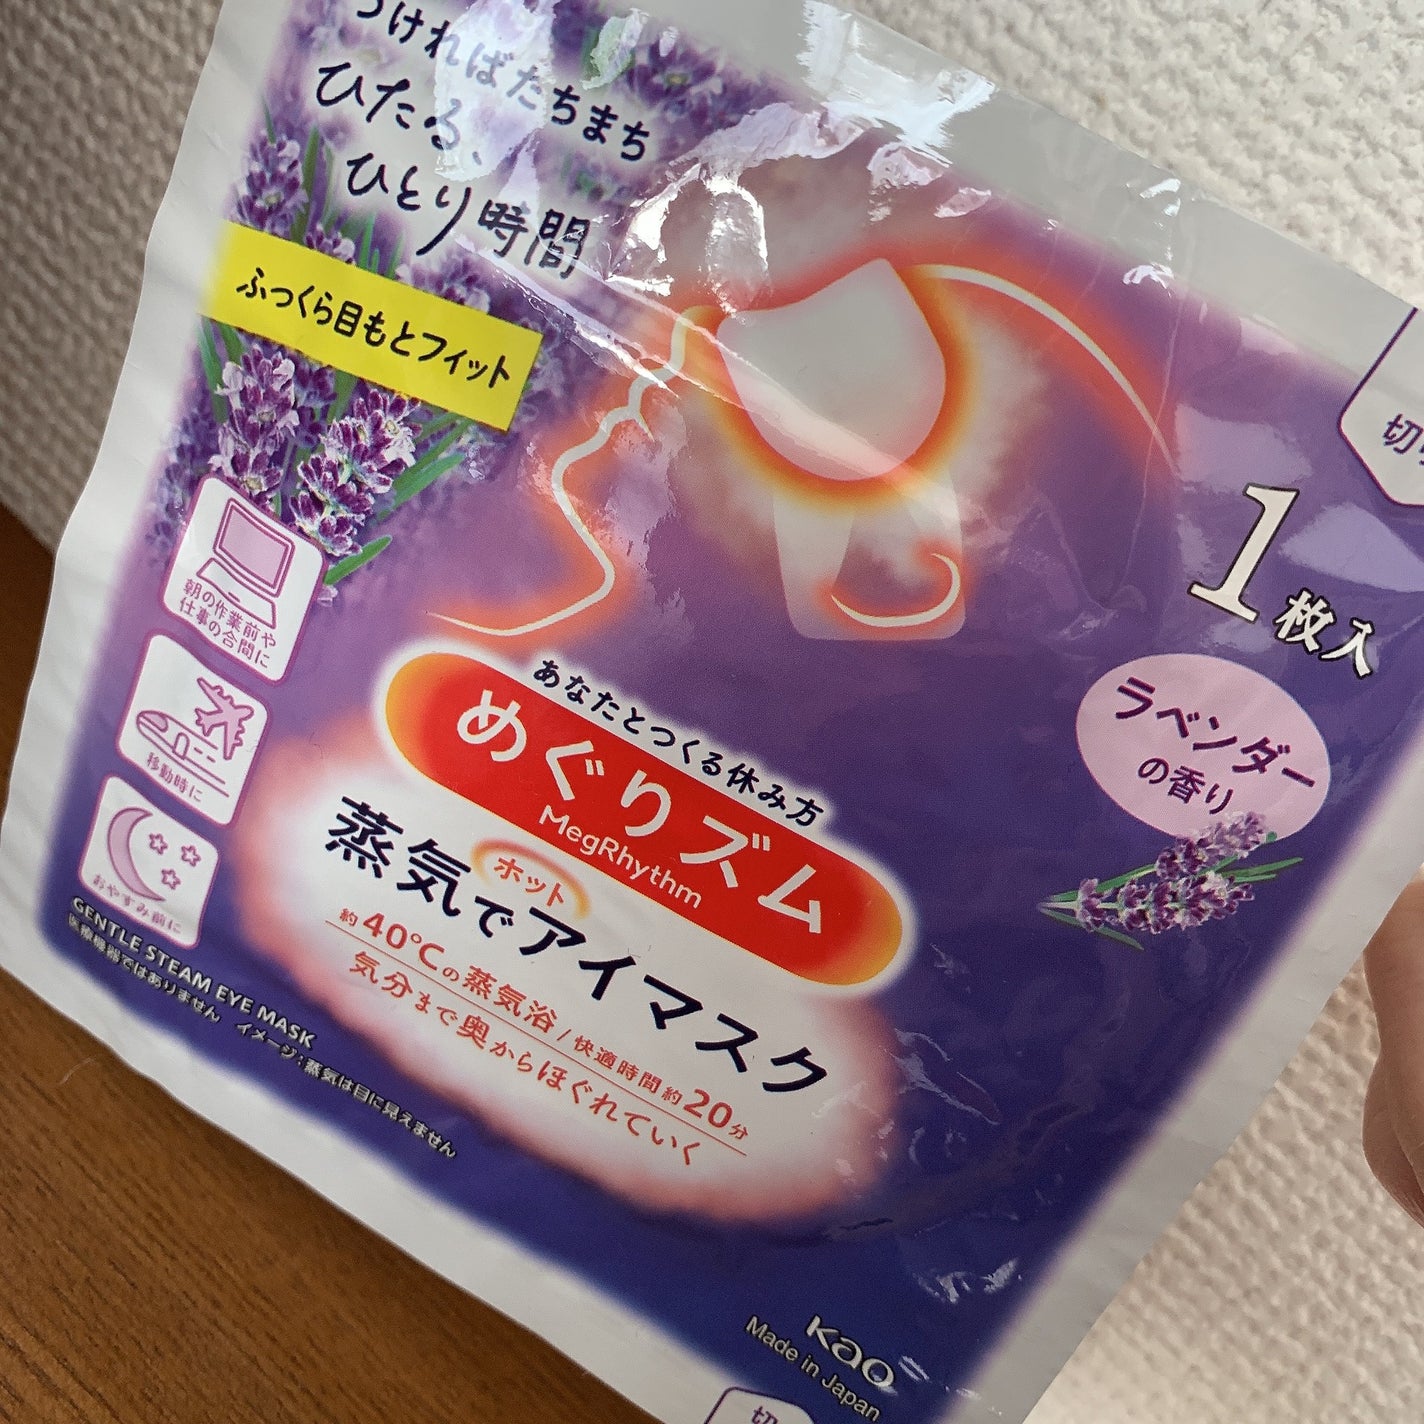 つければたちまち
ひたる、
ひとり時間
ふっくら目もとフィット
朝の作業前や
仕事の合間に
移動時に
おやすみ前に
GENTLE STEAM EYE MASK
医療機器ではありません　イメージ：蒸気は目に見えません
1枚入
ラベンダー
の香り
あなたとつくる休み方
めぐりズム
MegRhythm
蒸気でホットアイマスク
約40℃の蒸気浴/快適時間約20分
気分まで奥からほぐれていく
Kao
Made in Japan
切